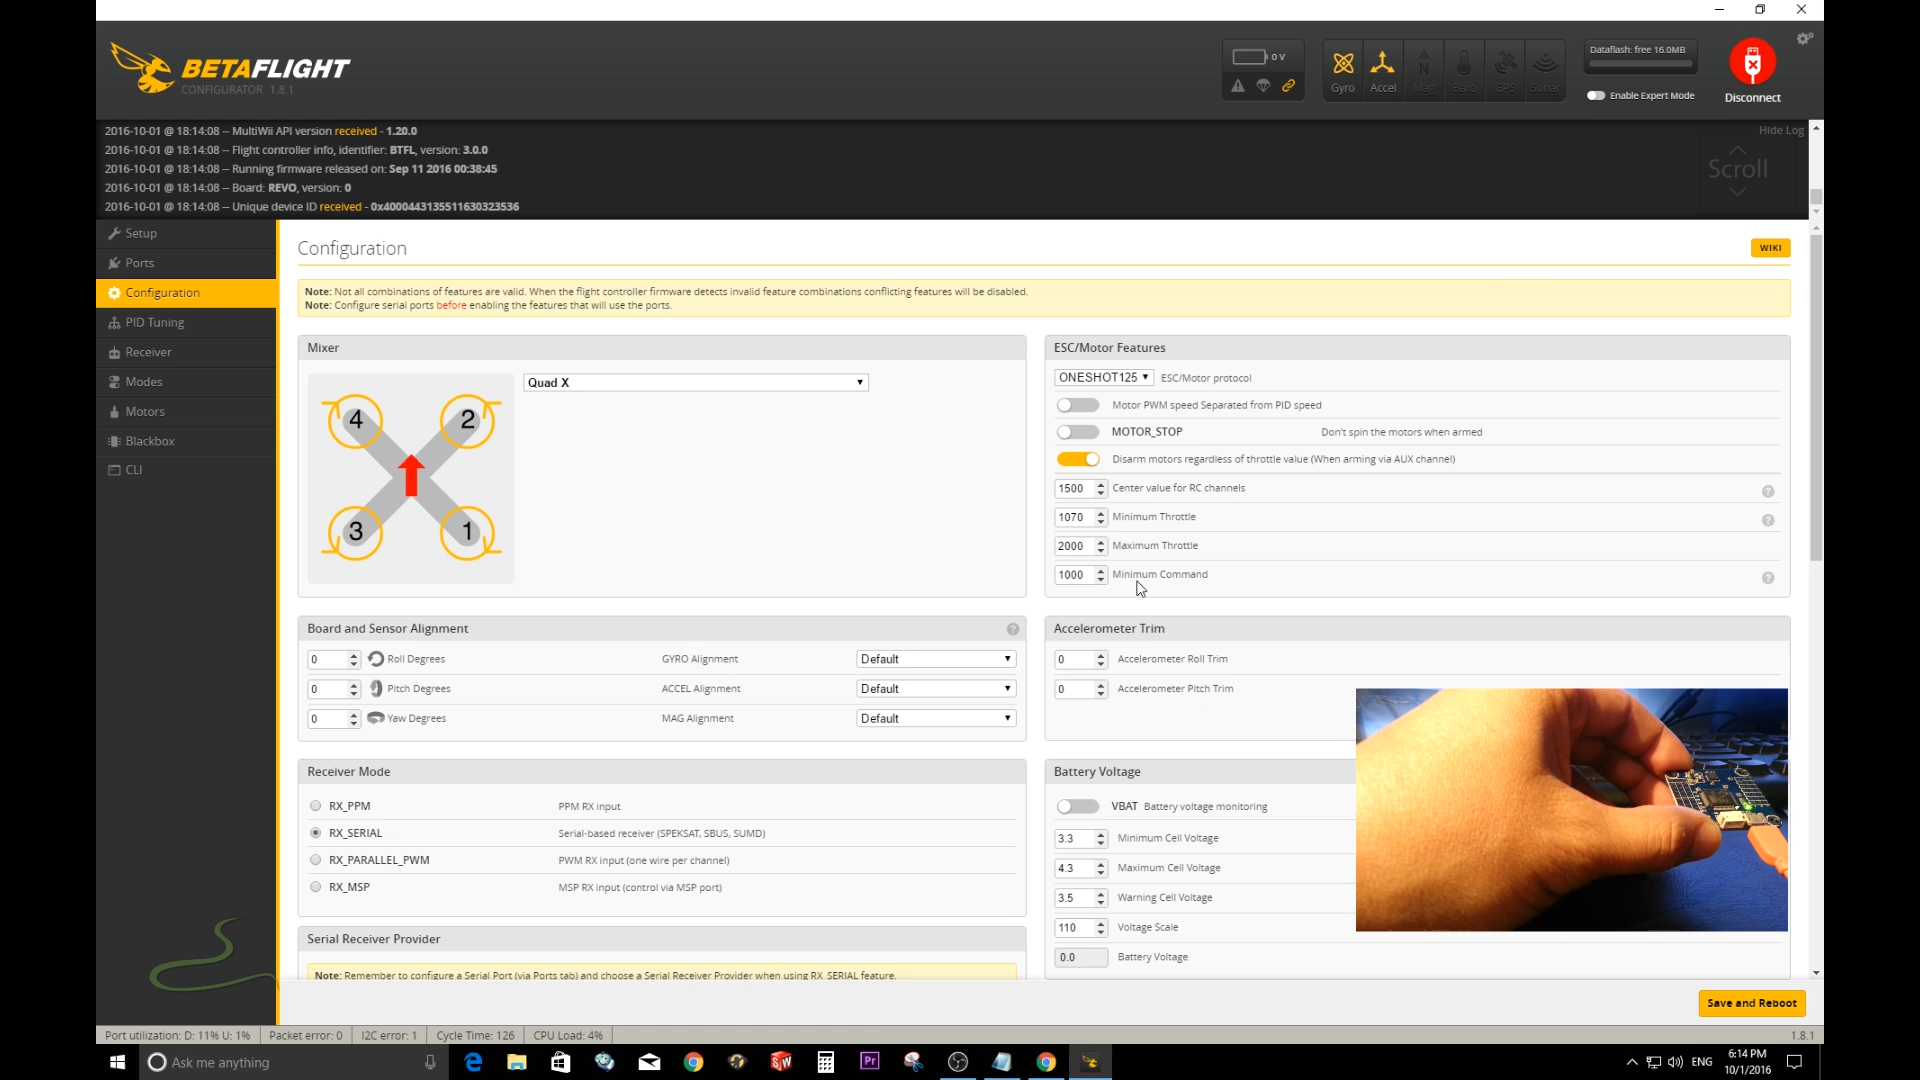 BETAFLIGHT
CONFIGURATOR 1.8.1
0 V
Gyro
Accel
Mag
Baro
GPS
Sonar
Dataflash: free 16.0MB
Enable Expert Mode
Disconnect
2016-10-01 @ 18:14:08 -- MultiWii API version received - 1.20.0
2016-10-01 @ 18:14:08 -- Flight controller info, identifier: BTFL, version: 3.0.0
2016-10-01 @ 18:14:08 -- Running firmware released on: Sep 11 2016 00:38:45
2016-10-01 @ 18:14:08 -- Board: REVO, version: 0
2016-10-01 @ 18:14:08 -- Unique device ID received - 0x4000443135511630323536
Hide Log
Scroll
Setup
Ports
Configuration
PID Tuning
Receiver
Modes
Motors
Blackbox
CLI
Configuration
WIKI
Note: Not all combinations of features are valid. When the flight controller firmware detects invalid feature combinations conflicting features will be disabled.
Note: Configure serial ports before enabling the features that will use the ports.
Mixer
Quad X
4
2
3
1
ESC/Motor Features
ONESHOT125 ESC/Motor protocol
Motor PWM speed Separated from PID speed
MOTOR_STOP Don't spin the motors when armed
Disarm motors regardless of throttle value (When arming via AUX channel)
1500 Center value for RC channels
1070 Minimum Throttle
2000 Maximum Throttle
1000 Minimum Command
Board and Sensor Alignment
0 Roll Degrees GYRO Alignment Default
0 Pitch Degrees ACCEL Alignment Default
0 Yaw Degrees MAG Alignment Default
Accelerometer Trim
0 Accelerometer Roll Trim
0 Accelerometer Pitch Trim
Receiver Mode
RX_PPM PPM RX input
RX_SERIAL Serial-based receiver (SPEKSAT, SBUS, SUMD)
RX_PARALLEL_PWM PWM RX input (one wire per channel)
RX_MSP MSP RX input (control via MSP port)
Battery Voltage
VBAT Battery voltage monitoring
3.3 Minimum Cell Voltage
4.3 Maximum Cell Voltage
3.5 Warning Cell Voltage
110 Voltage Scale
0.0 Battery Voltage
Serial Receiver Provider
Note: Remember to configure a Serial Port (via Ports tab) and choose a Serial Receiver Provider when using RX_SERIAL feature.
Save and Reboot
Port utilization: D: 11% U: 1% Packet error: 0 I2C error: 1 Cycle Time: 126 CPU Load: 4% 1.8.1
Ask me anything
SW
Pr
ENG
6:14 PM
10/1/2016